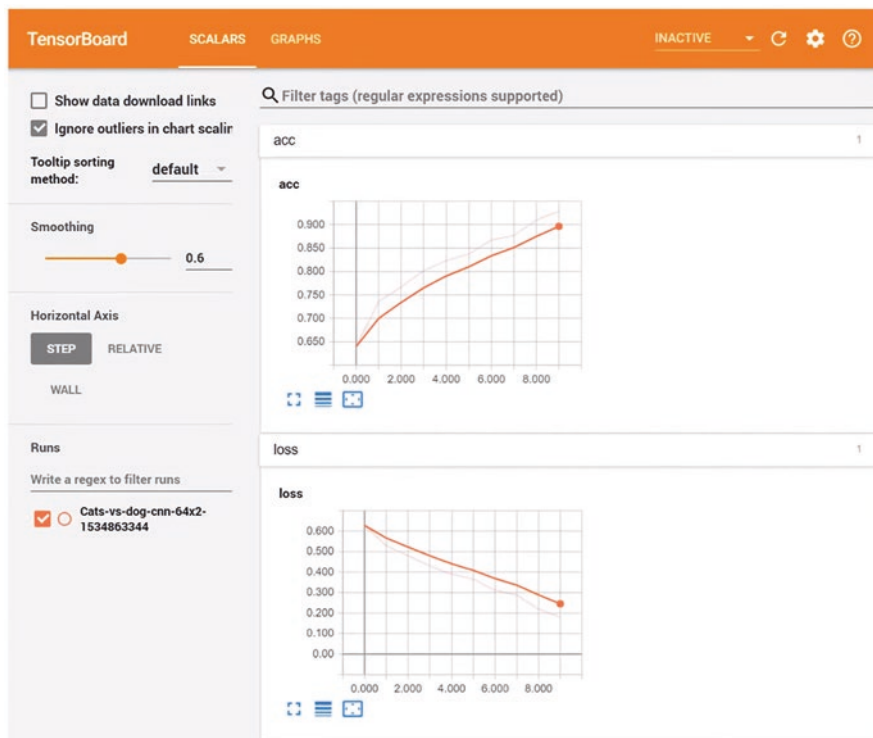 TensorBoard SCALARS GRAPHS INACTIVE
Show data download links
Ignore outliers in chart scalin
Tooltip sorting
method: default
Smoothing
0.6
Horizontal Axis
STEP RELATIVE
WALL
Runs
Write a regex to filter runs
Cats-vs-dog-cnn-64x2-
1534863344
Filter tags (regular expressions supported)
acc 1
acc
0.900
0.850
0.800
0.750
0.700
0.650
0.000 2.000 4.000 6.000 8.000
loss 1
loss
0.600
0.500
0.400
0.300
0.200
0.100
0.00
0.000 2.000 4.000 6.000 8.000